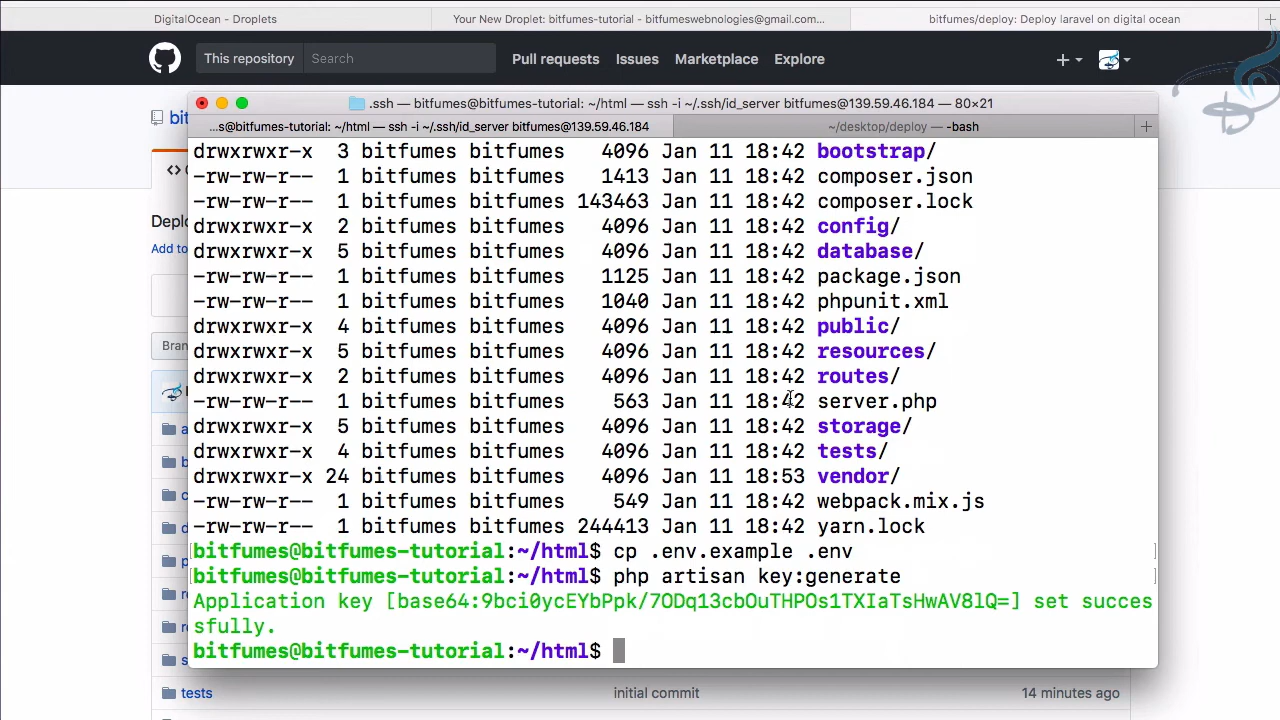 DigitalOcean - Droplets
Your New Droplet: bitfumes-tutorial - bitfumeswebnologies@gmail.com...
bitfumes/deploy: Deploy laravel on digital ocean
This repository
Search
Pull requests
Issues
Marketplace
Explore
.ssh — bitfumes@bitfumes-tutorial: ~/html — ssh -i ~/.ssh/id_server bitfumes@139.59.46.184 — 80×21
...s@bitfumes-tutorial: ~/html — ssh -i ~/.ssh/id_server bitfumes@139.59.46.184
~/desktop/deploy — -bash
bit
Deplo
Add to
Bran
drwxrwxr-x 3 bitfumes bitfumes 4096 Jan 11 18:42 bootstrap/
-rw-rw-r-- 1 bitfumes bitfumes 1413 Jan 11 18:42 composer.json
-rw-rw-r-- 1 bitfumes bitfumes 143463 Jan 11 18:42 composer.lock
drwxrwxr-x 2 bitfumes bitfumes 4096 Jan 11 18:42 config/
drwxrwxr-x 5 bitfumes bitfumes 4096 Jan 11 18:42 database/
-rw-rw-r-- 1 bitfumes bitfumes 1125 Jan 11 18:42 package.json
-rw-rw-r-- 1 bitfumes bitfumes 1040 Jan 11 18:42 phpunit.xml
drwxrwxr-x 4 bitfumes bitfumes 4096 Jan 11 18:42 public/
drwxrwxr-x 5 bitfumes bitfumes 4096 Jan 11 18:42 resources/
drwxrwxr-x 2 bitfumes bitfumes 4096 Jan 11 18:42 routes/
-rw-rw-r-- 1 bitfumes bitfumes 563 Jan 11 18:42 server.php
drwxrwxr-x 5 bitfumes bitfumes 4096 Jan 11 18:42 storage/
drwxrwxr-x 4 bitfumes bitfumes 4096 Jan 11 18:42 tests/
drwxrwxr-x 24 bitfumes bitfumes 4096 Jan 11 18:53 vendor/
-rw-rw-r-- 1 bitfumes bitfumes 549 Jan 11 18:42 webpack.mix.js
-rw-rw-r-- 1 bitfumes bitfumes 244413 Jan 11 18:42 yarn.lock
bitfumes@bitfumes-tutorial:~/html$ cp .env.example .env
bitfumes@bitfumes-tutorial:~/html$ php artisan key:generate
Application key [base64:9bci0ycEYbPpk/7ODq13cbOuTHPOs1TXIaTsHwAV8lQ=] set succes
sfully.
bitfumes@bitfumes-tutorial:~/html$
tests
initial commit
14 minutes ago